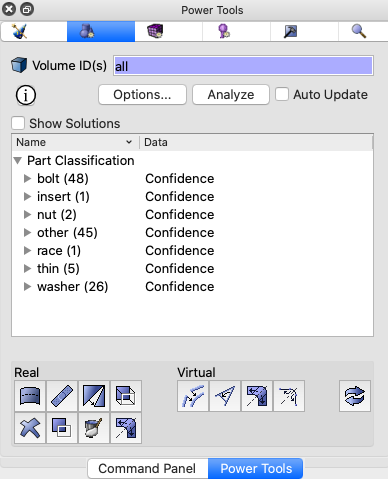 Power Tools
Volume ID(s) all
Options... Analyze Auto Update
Show Solutions
Name Data
Part Classification
bolt (48) Confidence
insert (1) Confidence
nut (2) Confidence
other (45) Confidence
race (1) Confidence
thin (5) Confidence
washer (26) Confidence
Real Virtual
Command Panel Power Tools